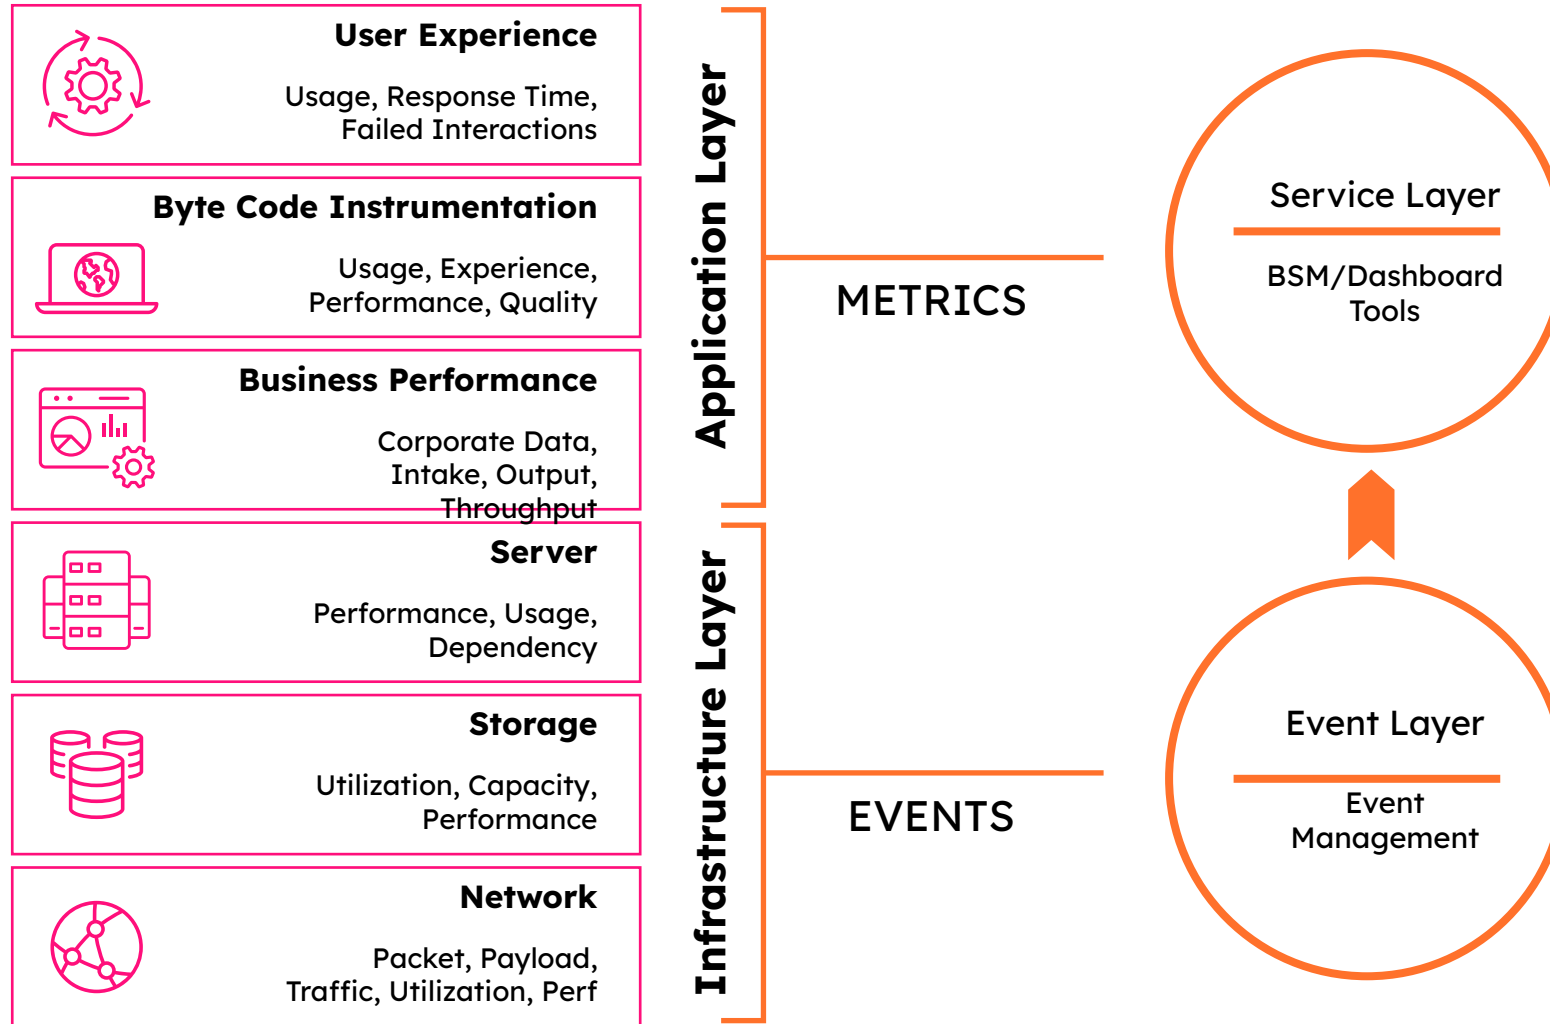 User Experience
Usage, Response Time,
Failed Interactions
Byte Code Instrumentation
Usage, Experience,
Performance, Quality
Business Performance
Corporate Data,
Intake, Output,
Throughput
Server
Performance, Usage,
Dependency
Storage
Utilization, Capacity,
Performance
Network
Packet, Payload,
Traffic, Utilization, Perf
Application Layer
Infrastructure Layer
METRICS
EVENTS
Service Layer
BSM/Dashboard
Tools
Event Layer
Event
Management